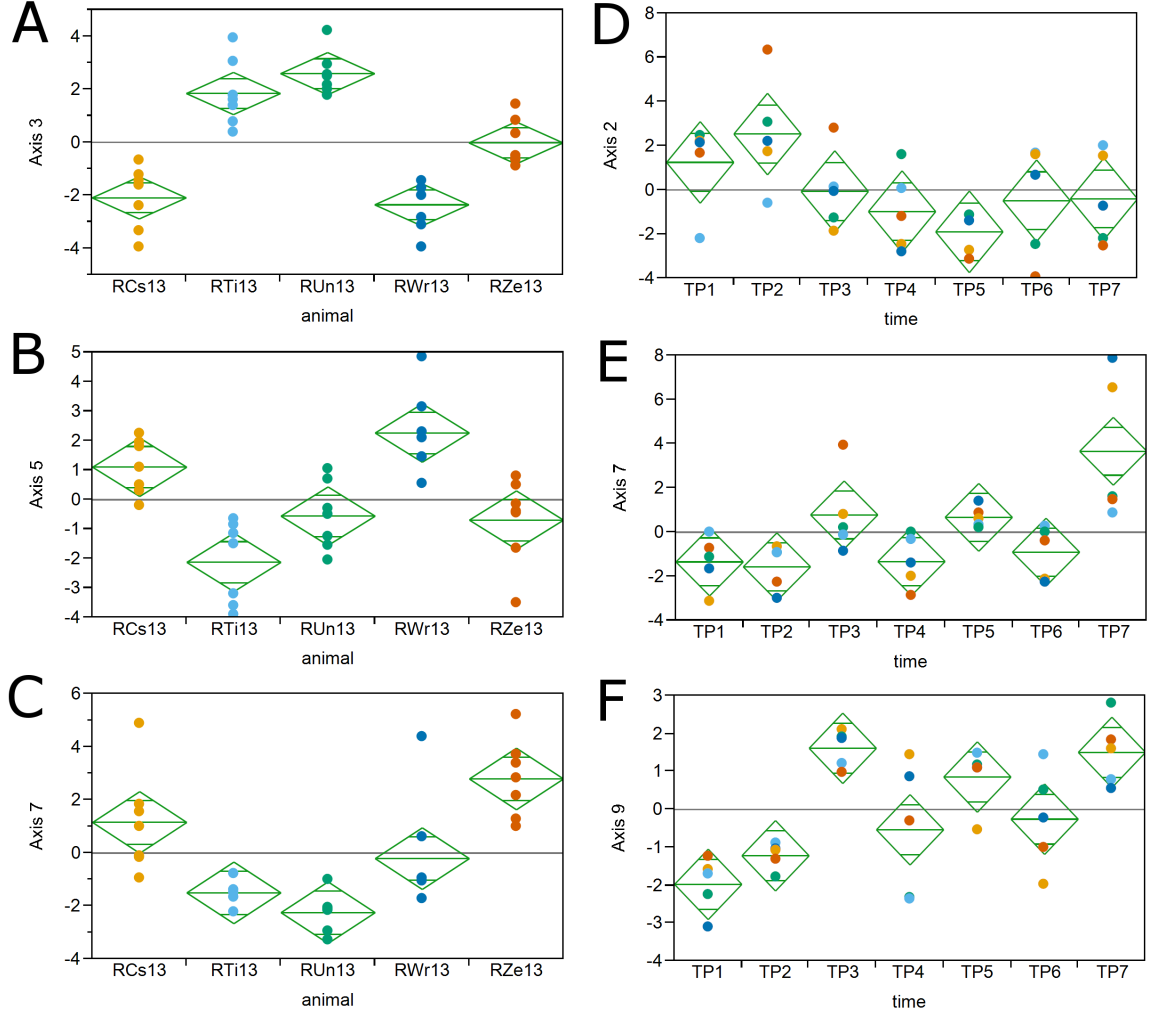 A
Axis 3
4
2
0
-2
-4
RCs13 RTi13 RUn13 RWr13 RZe13
animal
B
Axis 5
5
4
3
2
1
0
-1
-2
-3
-4
RCs13 RTi13 RUn13 RWr13 RZe13
animal
C
Axis 7
6
4
2
0
-2
-4
RCs13 RTi13 RUn13 RWr13 RZe13
animal
D
Axis 2
8
6
4
2
0
-2
-4
TP1 TP2 TP3 TP4 TP5 TP6 TP7
time
E
Axis 7
8
6
4
2
0
-2
-4
TP1 TP2 TP3 TP4 TP5 TP6 TP7
time
F
Axis 9
3
2
1
0
-1
-2
-3
-4
TP1 TP2 TP3 TP4 TP5 TP6 TP7
time